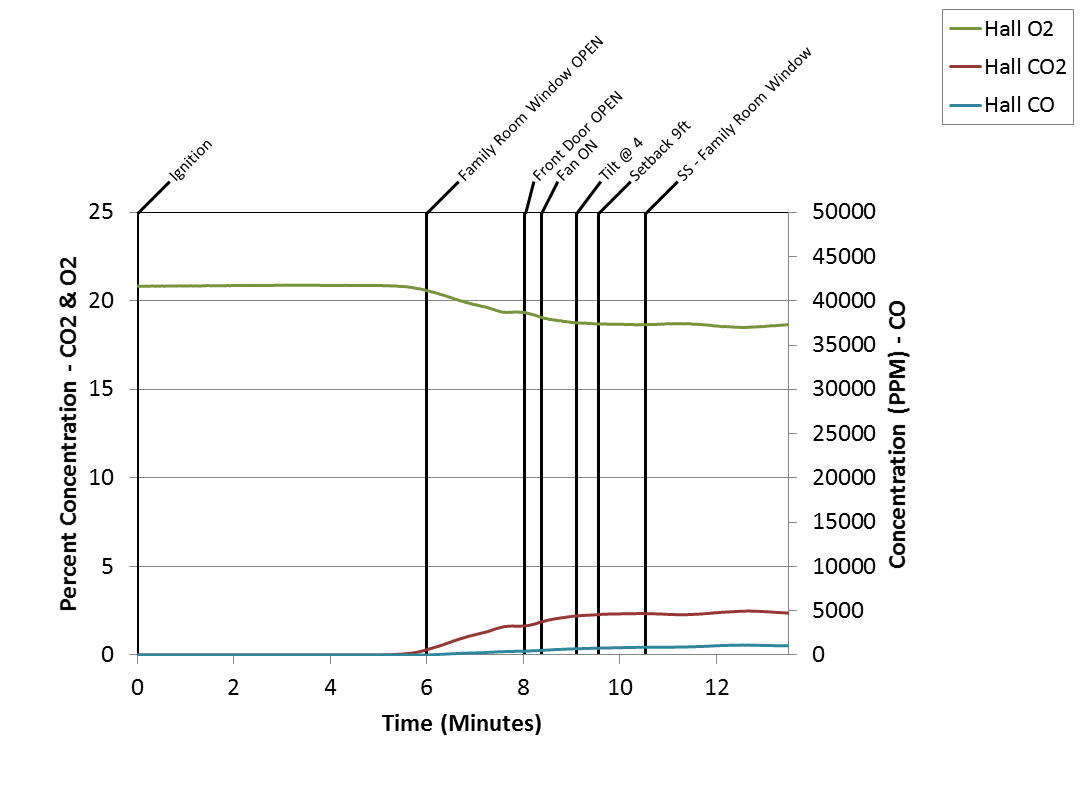 Hall O2
Hall CO2
Hall CO
Ignition
Family Room Window OPEN
Front Door OPEN
Fan ON
Tilt @ 4
Setback 9ft
SS - Family Room Window
Percent Concentration - CO2 & O2
25
20
15
10
5
0
50000
45000
40000
35000
30000
25000
20000
15000
10000
5000
0
Concentration (PPM) - CO
0 2 4 6 8 10 12
Time (Minutes)